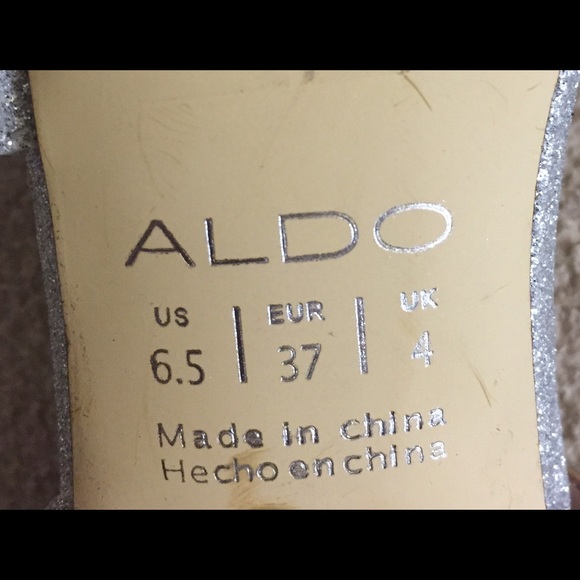 ALDO
US | EUR | UK
6.5 | 37 | 4
Made in China
Hecho en china